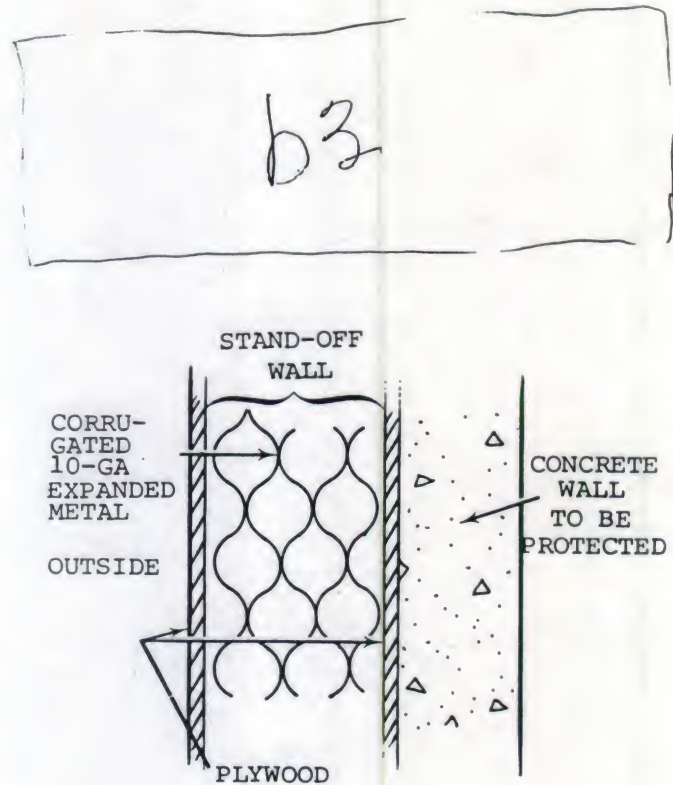 b3
STAND-OFF
WALL
CORRU-
GATED
10-GA
EXPANDED
METAL
OUTSIDE
CONCRETE
WALL
TO BE
PROTECTED
PLYWOOD